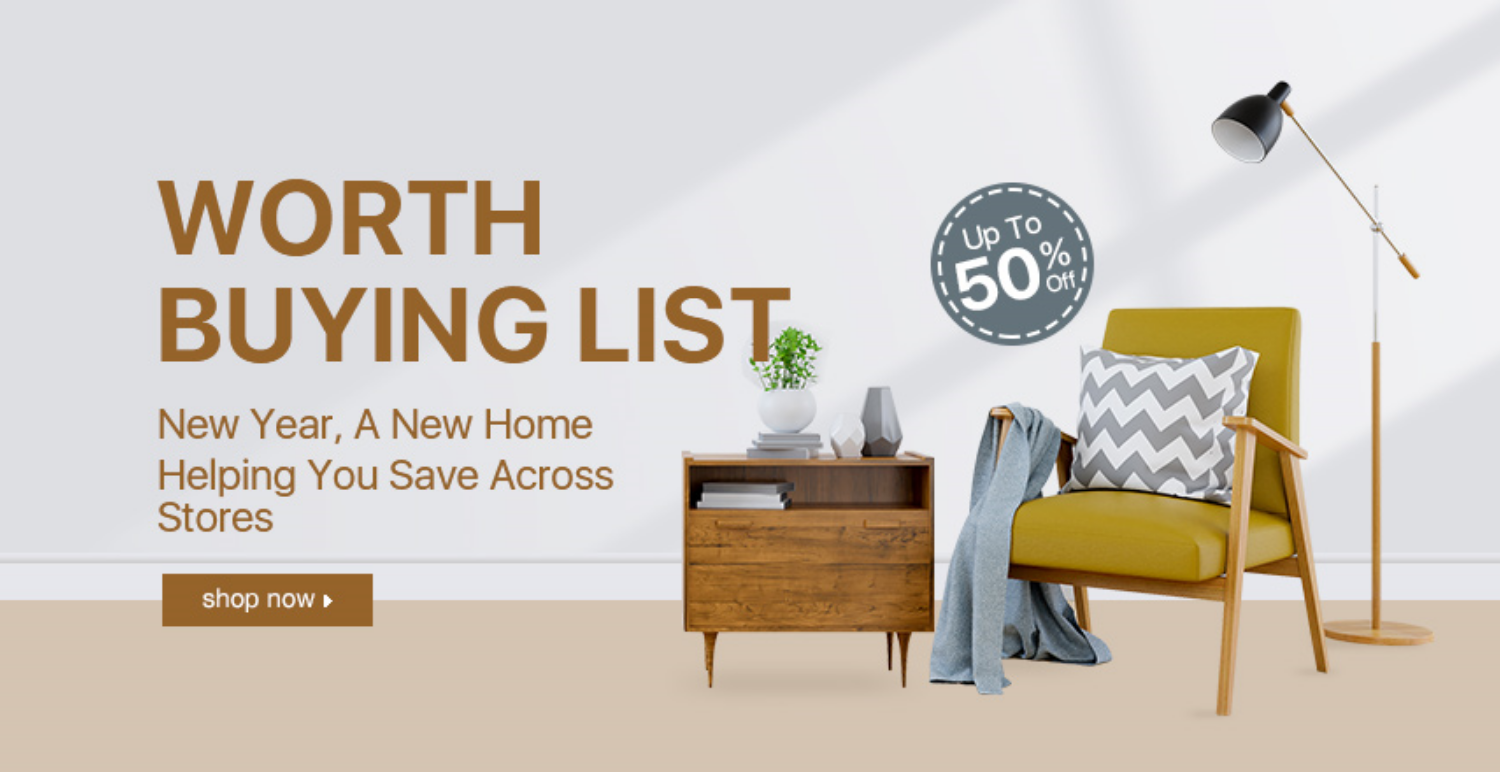 WORTH
BUYING LIST
New Year, A New Home
Helping You Save Across
Stores
shop now
Up To
50%
Off